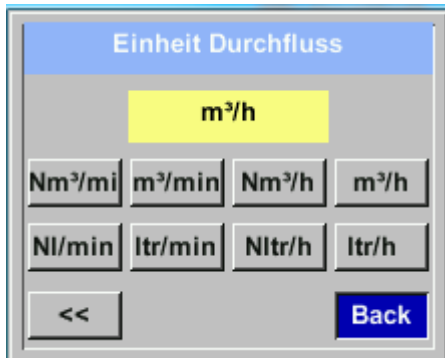 Einheit Durchfluss
m³/h
Nm³/mi m³/min Nm³/h m³/h
Nl/min ltr/min Nltr/h ltr/h
<< Back